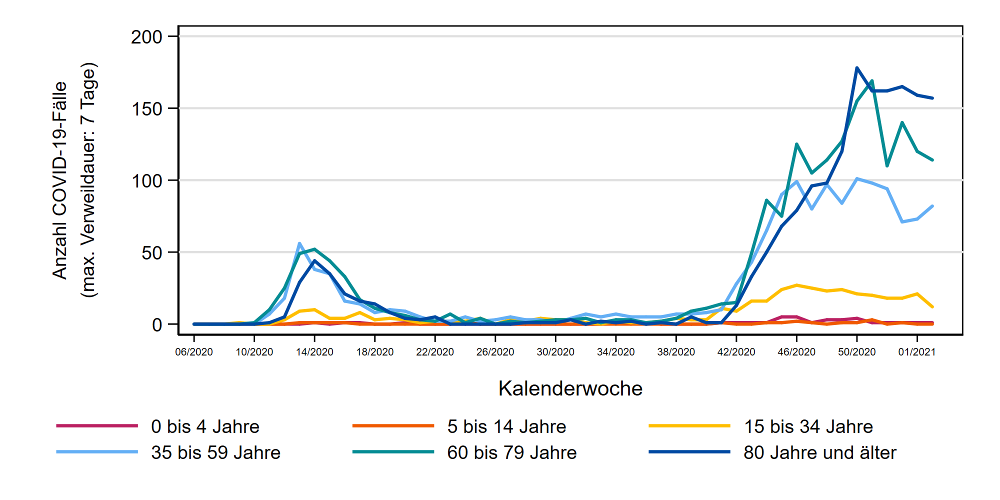 Anzahl COVID-19-Fälle
(max. Verweildauer: 7 Tage)
200
150
100
50
0
06/2020 10/2020 14/2020 18/2020 22/2020 26/2020 30/2020 34/2020 38/2020 42/2020 46/2020 50/2020 01/2021
Kalenderwoche
0 bis 4 Jahre 5 bis 14 Jahre 15 bis 34 Jahre
35 bis 59 Jahre 60 bis 79 Jahre 80 Jahre und älter